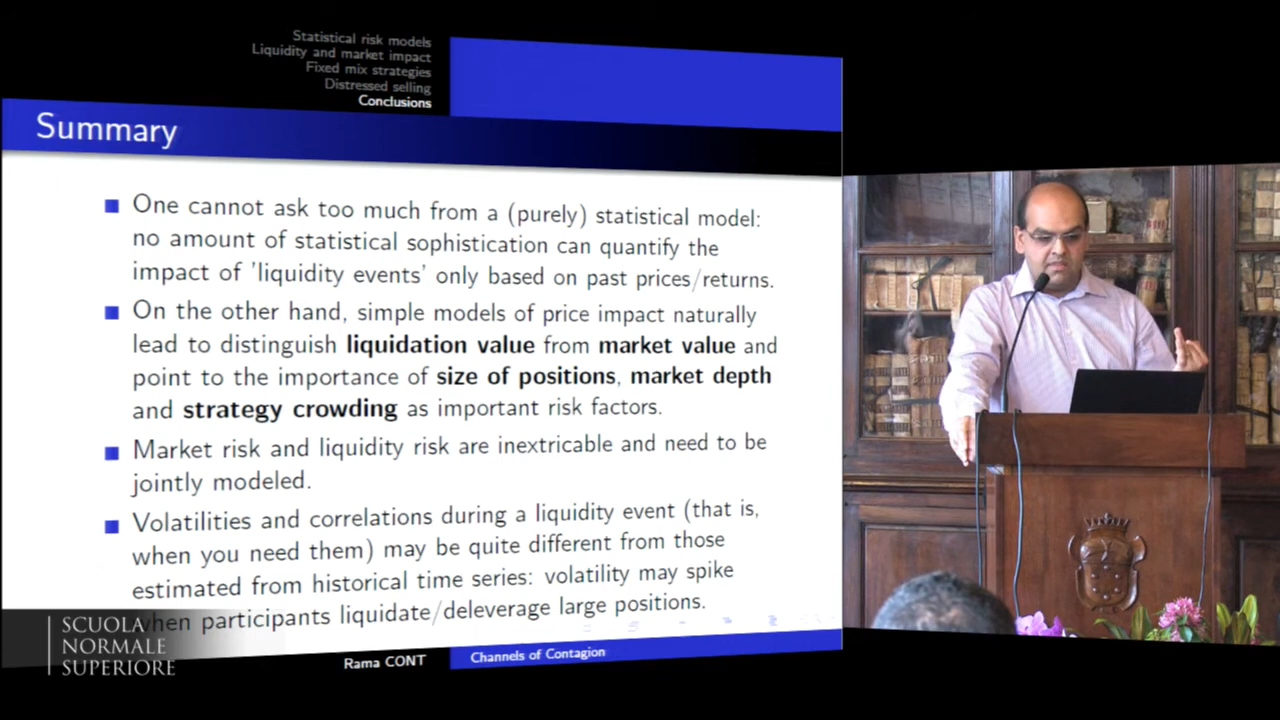 Statistical risk models
Liquidity and market impact
Fixed mix strategies
Distressed selling
Conclusions
Summary
One cannot ask too much from a (purely) statistical model:
no amount of statistical sophistication can quantify the
impact of 'liquidity events' only based on past prices/returns.
On the other hand, simple models of price impact naturally
lead to distinguish liquidation value from market value and
point to the importance of size of positions, market depth
and strategy crowding as important risk factors.
Market risk and liquidity risk are inextricable and need to be
jointly modeled.
Volatilities and correlations during a liquidity event (that is,
when you need them) may be quite different from those
estimated from historical time series: volatility may spike
when participants liquidate/deleverage large positions.
SCUOLA
NORMALE
SUPERIORE
Rama CONT
Channels of Contagion